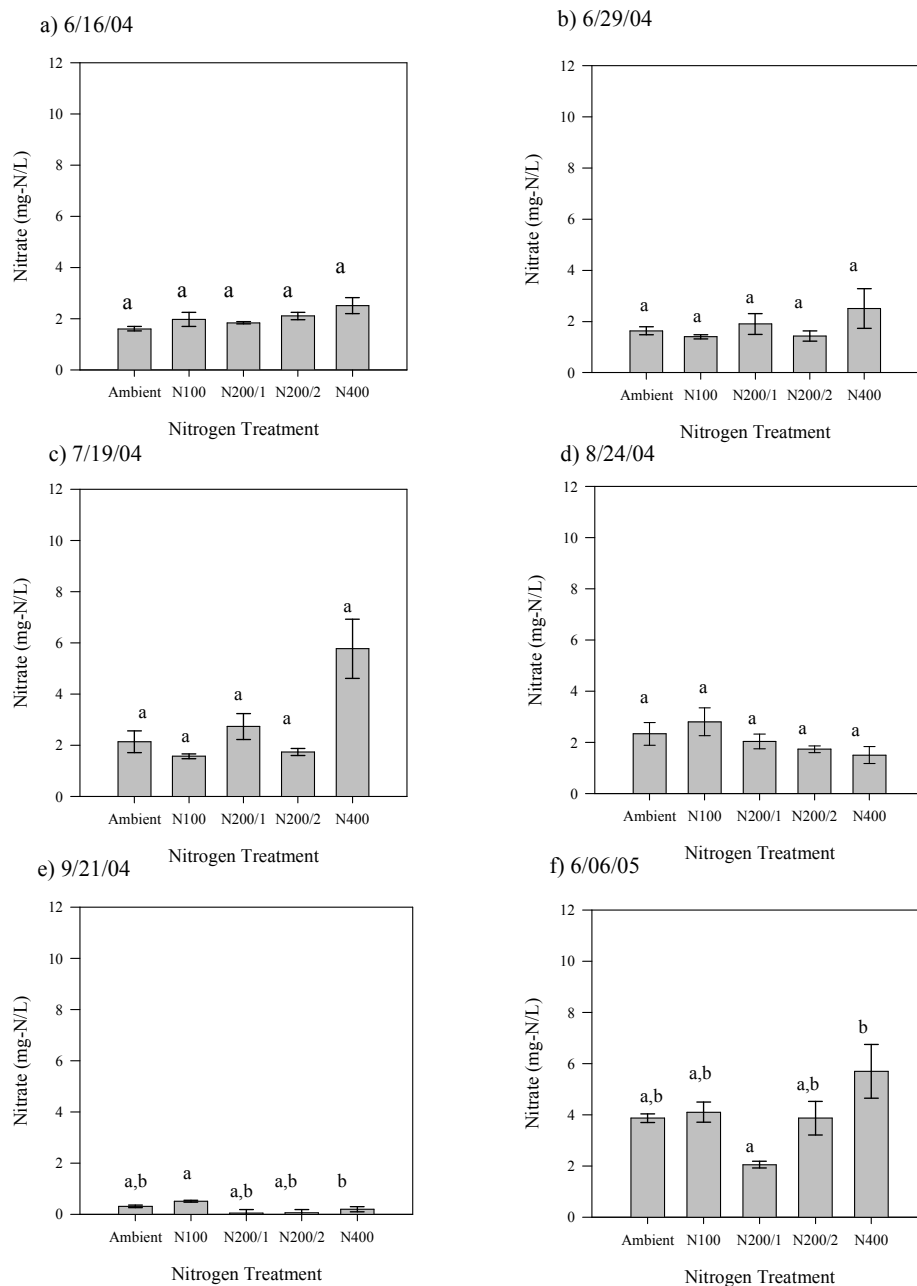 a) 6/16/04
12
10
8
6
4
2
0
Nitrate (mg-N/L)
a
a
a
a
a
Ambient N100 N200/1 N200/2 N400
Nitrogen Treatment
b) 6/29/04
12
10
8
6
4
2
0
Nitrate (mg-N/L)
a
a
a
a
a
Ambient N100 N200/1 N200/2 N400
Nitrogen Treatment
c) 7/19/04
12
10
8
6
4
2
0
Nitrate (mg-N/L)
a
a
a
a
a
Ambient N100 N200/1 N200/2 N400
Nitrogen Treatment
d) 8/24/04
12
10
8
6
4
2
0
Nitrate (mg-N/L)
a
a
a
a
a
Ambient N100 N200/1 N200/2 N400
Nitrogen Treatment
e) 9/21/04
12
10
8
6
4
2
0
Nitrate (mg-N/L)
a,b
a
a,b
a,b
b
Ambient N100 N200/1 N200/2 N400
Nitrogen Treatment
f) 6/06/05
12
10
8
6
4
2
0
Nitrate (mg-N/L)
a,b
a,b
a
a,b
b
Ambient N100 N200/1 N200/2 N400
Nitrogen Treatment